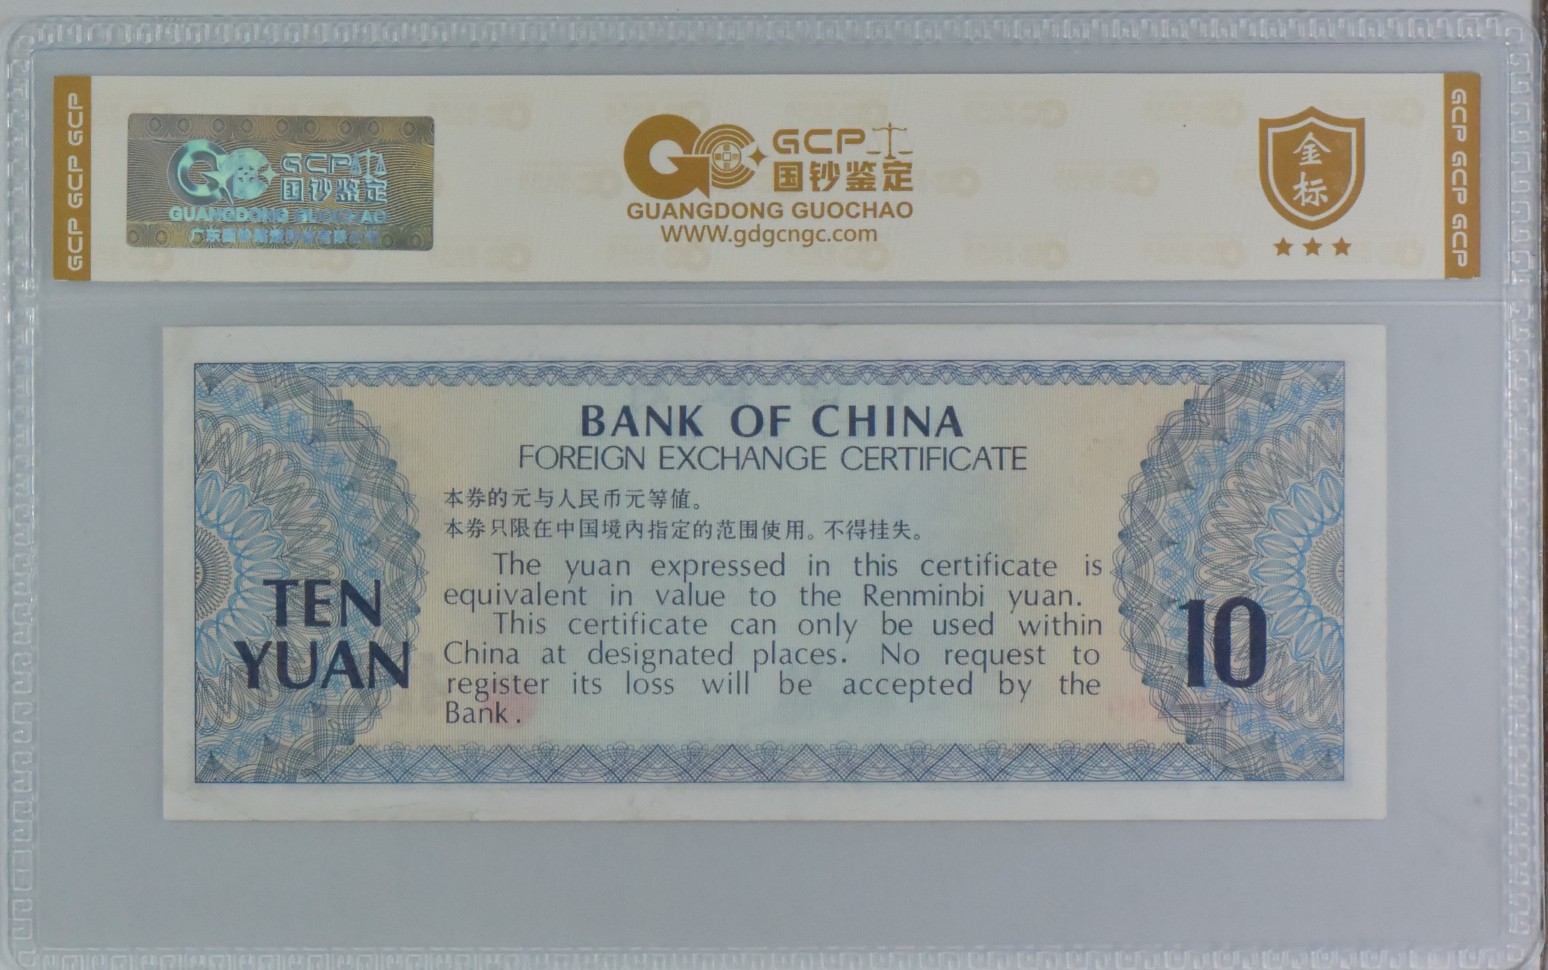 GCP GCP GCP
GCP
国钞鉴定
GUANGDONG GUOCHAO
GCP
国钞鉴定
GUANGDONG GUOCHAO
WWW.gdgcngc.com
金标
GCP GCP GCP
BANK OF CHINA
FOREIGN EXCHANGE CERTIFICATE
本券的元与人民币元等值。
本券只限在中国境内指定的范围使用。不得挂失。
The yuan expressed in this certificate is
equivalent in value to the Renminbi yuan.
This certificate can only be used within
China at designated places. No request to
register its loss will be accepted by the
Bank.
TEN
YUAN
10